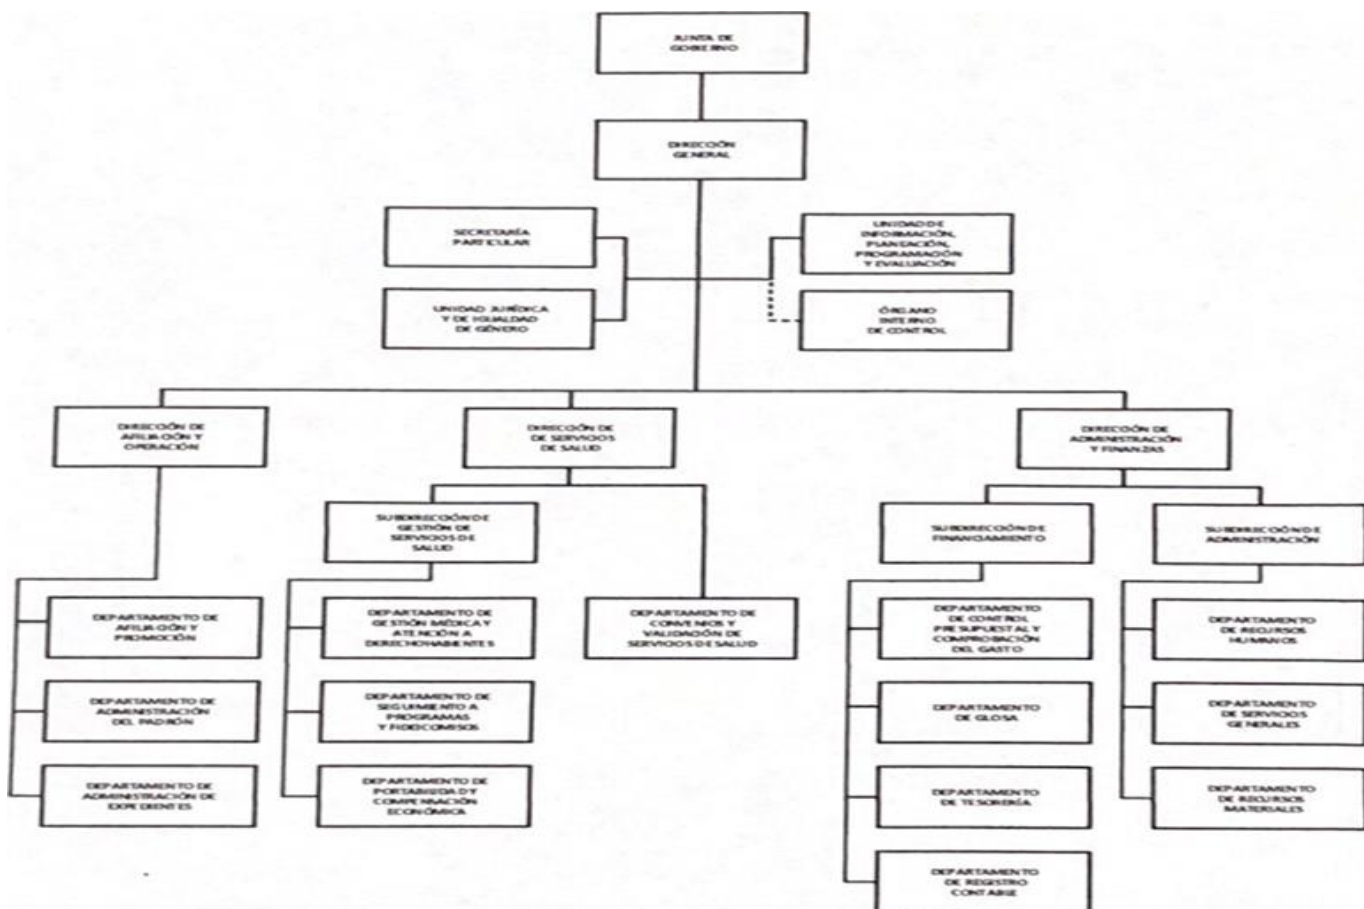 JUNTA DE
GOBIERNO
DIRECCIÓN
GENERAL
SECRETARÍA
PARTICULAR
UNIDAD DE
INFORMACIÓN,
PLANEACIÓN,
PROGRAMACIÓN
Y EVALUACIÓN
UNIDAD JURÍDICA
Y DE IGUALDAD
DE GÉNERO
ÓRGANO
INTERNO
DE CONTROL
DIRECCIÓN DE
AFILIACIÓN Y
OPERACIÓN
DIRECCIÓN DE
DE SERVICIOS
DE SALUD
DIRECCIÓN DE
ADMINISTRACIÓN
Y FINANZAS
SUBDIRECCIÓN DE
GESTIÓN DE
SERVICIOS DE
SALUD
SUBDIRECCIÓN DE
FINANCIAMIENTO
SUBDIRECCIÓN DE
ADMINISTRACIÓN
DEPARTAMENTO DE
AFILIACIÓN Y
PROMOCIÓN
DEPARTAMENTO DE
GESTIÓN MÉDICA Y
ATENCIÓN A
DERECHOHABIENTES
DEPARTAMENTO DE
CONVENIOS Y
VALIDACIÓN DE
SERVICIOS DE SALUD
DEPARTAMENTO
DE CONTROL
PRESUPUESTAL Y
COMPROBACIÓN
DEL GASTO
DEPARTAMENTO
DE RECURSOS
HUMANOS
DEPARTAMENTO DE
ADMINISTRACIÓN
DEL PADRÓN
DEPARTAMENTO DE
SEGUIMIENTO A
PROGRAMAS
Y FIDEICOMISOS
DEPARTAMENTO
DE GLOSA
DEPARTAMENTO
DE SERVICIOS
GENERALES
DEPARTAMENTO DE
ADMINISTRACIÓN DE
EXPEDIENTES
DEPARTAMENTO DE
PORTABILIDAD Y
COMPENSACIÓN
ECONÓMICA
DEPARTAMENTO
DE TESORERÍA
DEPARTAMENTO
DE RECURSOS
MATERIALES
DEPARTAMENTO
DE REGISTRO
CONTABLE